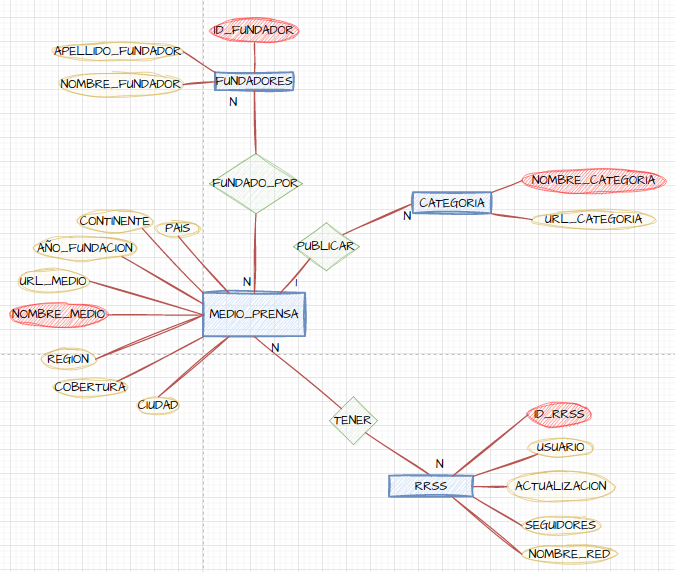 ID_FUNDADOR
APELLIDO_FUNDADOR
NOMBRE_FUNDADOR
FUNDADORES
N
FUNDADO_POR
NOMBRE_CATEGORIA
CATEGORIA
N
URL_CATEGORIA
CONTINENTE
PAIS
AÑO_FUNDACION
PUBLICAR
URL_MEDIO
N
1
NOMBRE_MEDIO
MEDIO_PRENSA
N
REGION
COBERTURA
CIUDAD
TENER
ID_RRSS
USUARIO
N
RRSS
ACTUALIZACION
SEGUIDORES
NOMBRE_RED